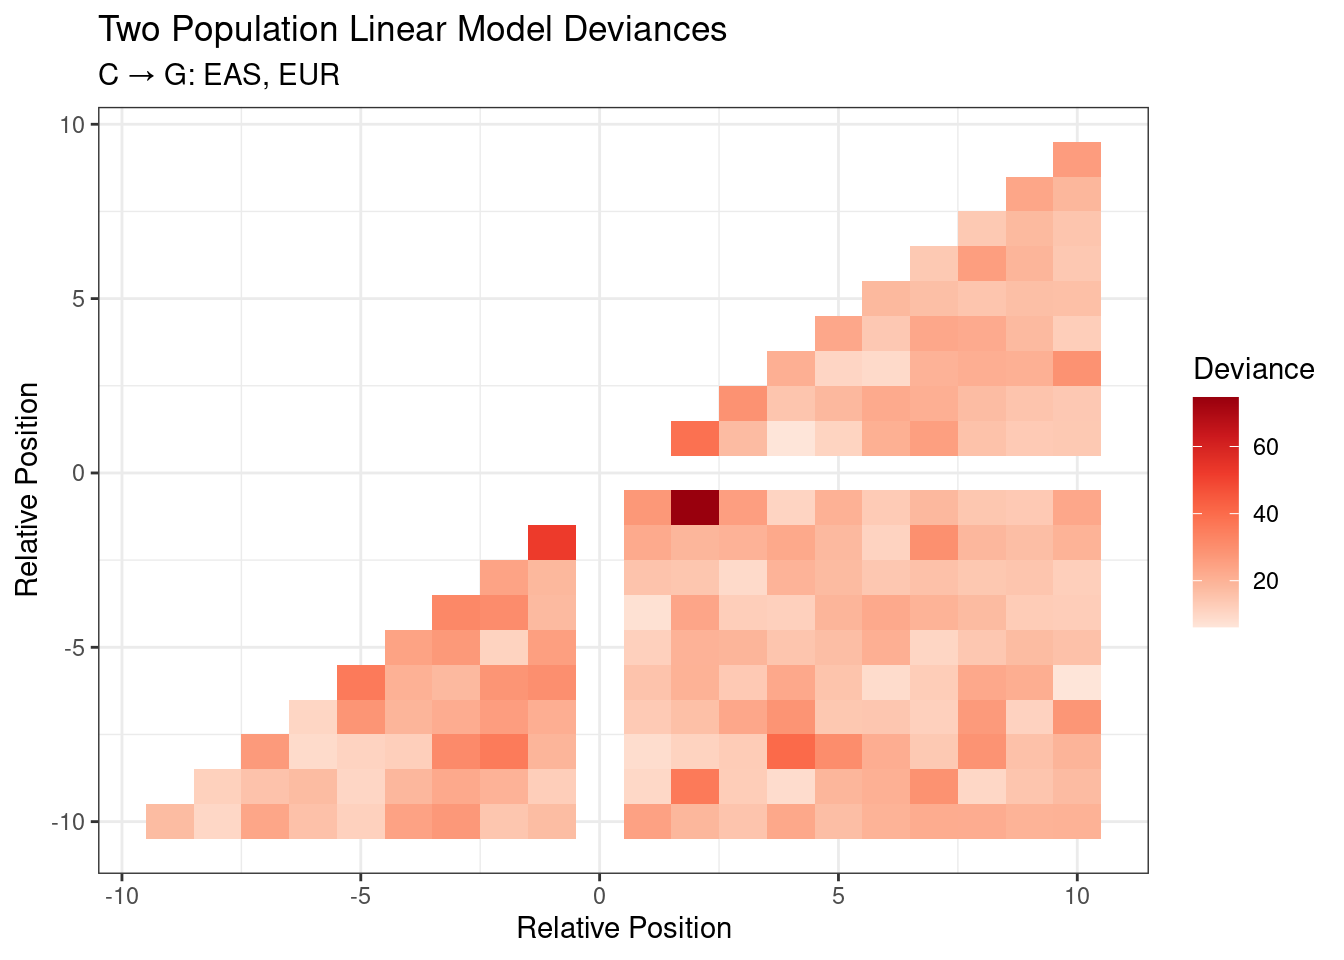 Two Population Linear Model Deviances
C → G: EAS, EUR
10
5
0
-5
-10
Relative Position
-10
-5
0
5
10
Relative Position
Deviance
60
40
20